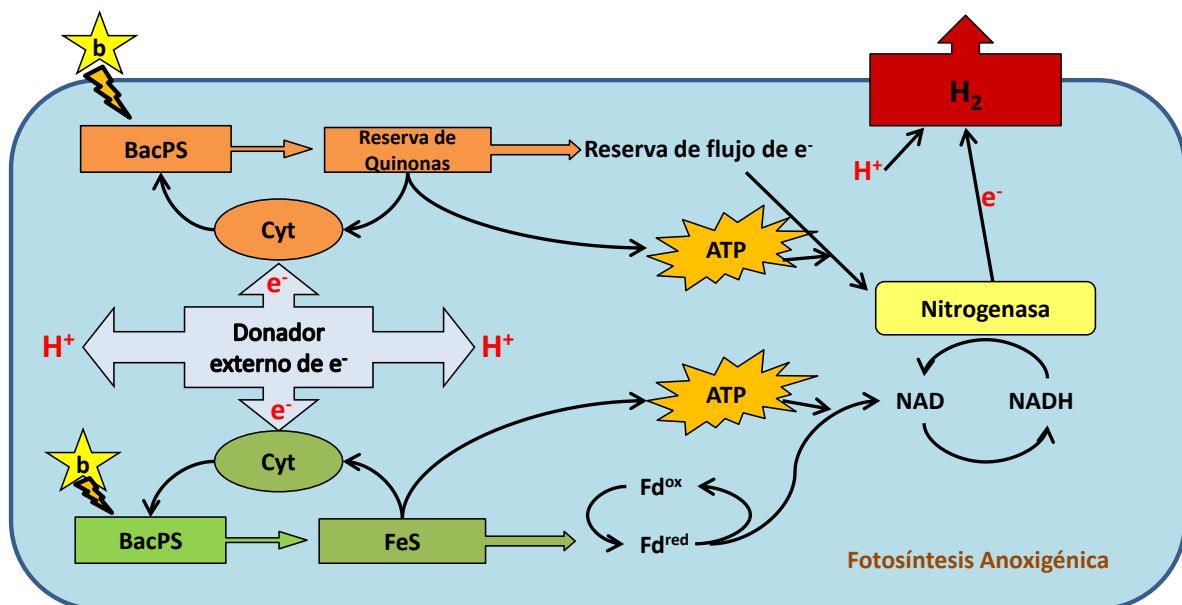 b
H₂
BacPS
Reserva de
Quinonas
Reserva de flujo de e⁻
H⁺
e⁻
Cyt
ATP
e⁻
H⁺
Donador
externo de e⁻
H⁺
Nitrogenasa
e⁻
ATP
NAD
NADH
Cyt
b
Fdᵒˣ
BacPS
FeS
Fdʳᵉᵈ
Fotosíntesis Anoxigénica